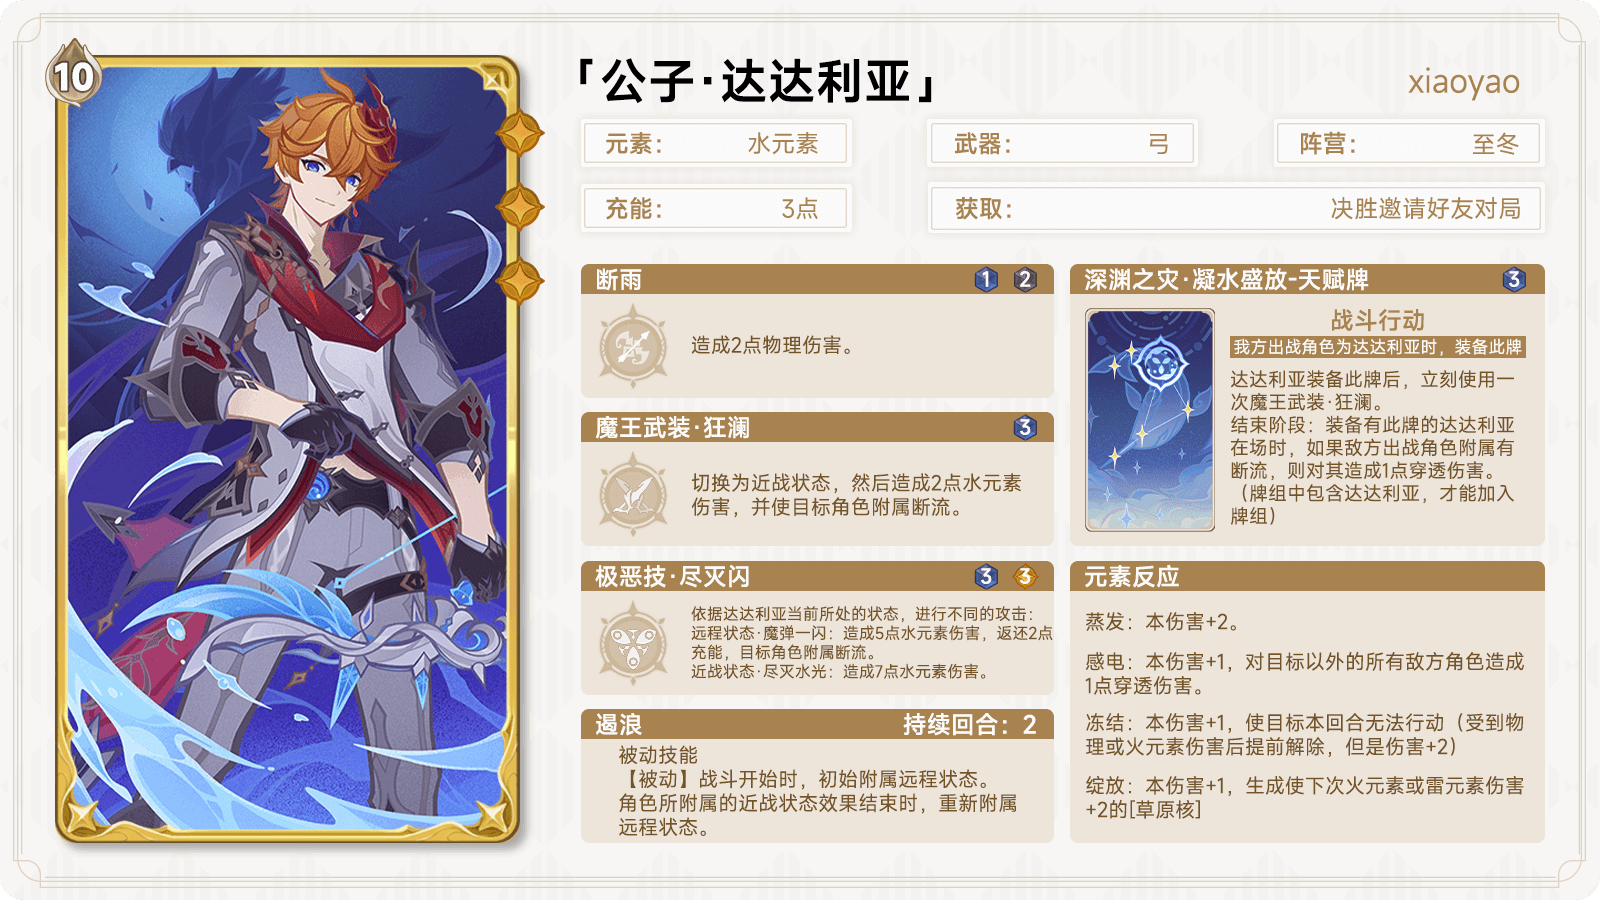 10
「公子·达达利亚」
xiaoyao
元素：
水元素
武器：
弓
阵营：
至冬
充能：
3点
获取：
决胜邀请好友对局
断雨
1 2
造成2点物理伤害。
魔王武装·狂澜
3
切换为近战状态，然后造成2点水元素
伤害，并使目标角色附属断流。
极恶技·尽灭闪
3 3
依据达达利亚当前所处的状态，进行不同的攻击：
远程状态·魔弹一闪：造成5点水元素伤害，返还2点
充能，目标角色附属断流。
近战状态·尽灭水光：造成7点水元素伤害。
遏浪
持续回合：2
被动技能
【被动】战斗开始时，初始附属远程状态。
角色所附属的近战状态效果结束时，重新附属
远程状态。
深渊之灾·凝水盛放-天赋牌
3
战斗行动
我方出战角色为达达利亚时，装备此牌
达达利亚装备此牌后，立刻使用一
次魔王武装·狂澜。
结束阶段：装备有此牌的达达利亚
在场时，如果敌方出战角色附属有
断流，则对其造成1点穿透伤害。
（牌组中包含达达利亚，才能加入
牌组）
元素反应
蒸发：本伤害+2。
感电：本伤害+1，对目标以外的所有敌方角色造成
1点穿透伤害。
冻结：本伤害+1，使目标本回合无法行动（受到物
理或火元素伤害后提前解除，但是伤害+2）
绽放：本伤害+1，生成使下次火元素或雷元素伤害
+2的[草原核]